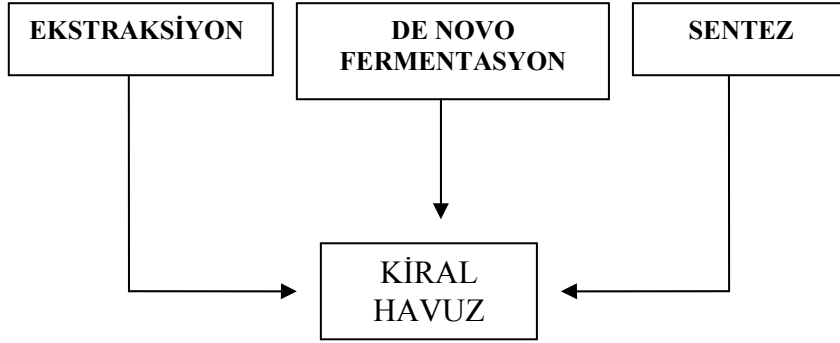 EKSTRAKSİYON
DE NOVO
FERMENTASYON
SENTEZ
KİRAL
HAVUZ